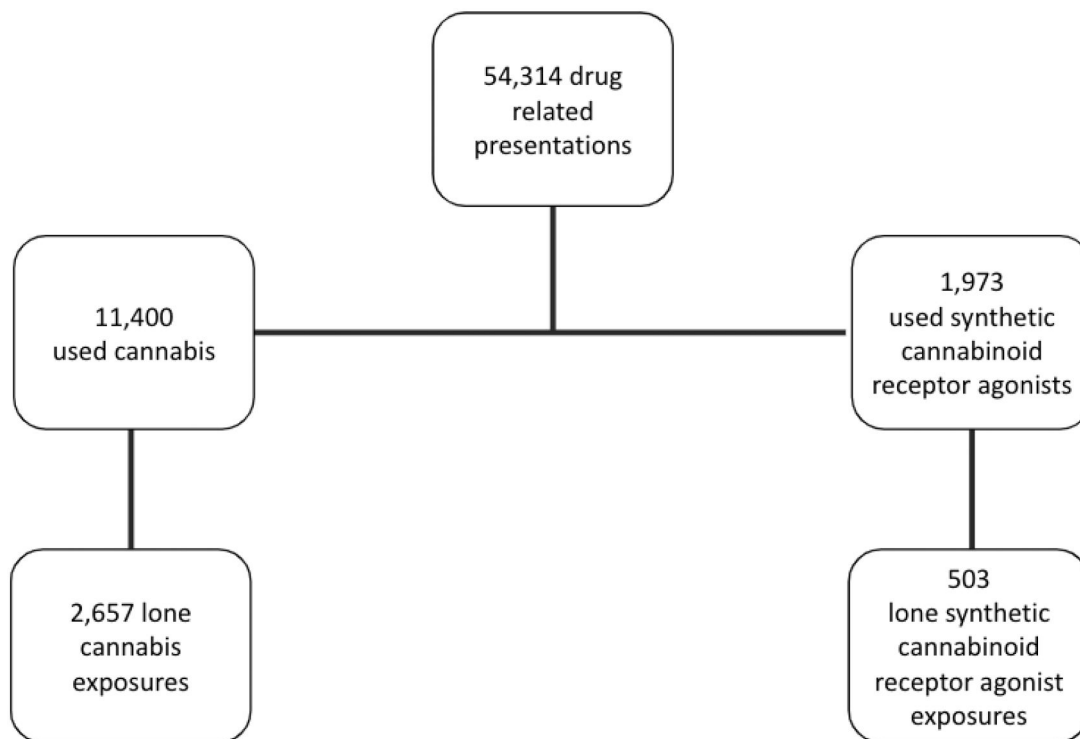 54,314 drug
related
presentations
11,400
used cannabis
1,973
used synthetic
cannabinoid
receptor agonists
2,657 lone
cannabis
exposures
503
lone synthetic
cannabinoid
receptor agonist
exposures